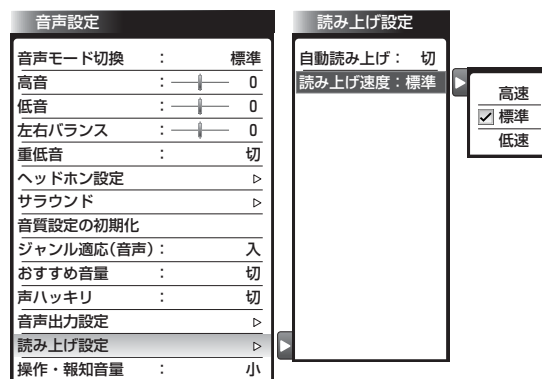 音声設定
音声モード切換 : 標準
高音 : 0
低音 : 0
左右バランス : 0
重低音 : 切
ヘッドホン設定
サラウンド
音質設定の初期化
ジャンル適応(音声) : 入
おすすめ音量 : 切
声ハッキリ : 切
音声出力設定
読み上げ設定
操作・報知音量 : 小
読み上げ設定
自動読み上げ : 切
読み上げ速度 : 標準
高速
標準
低速